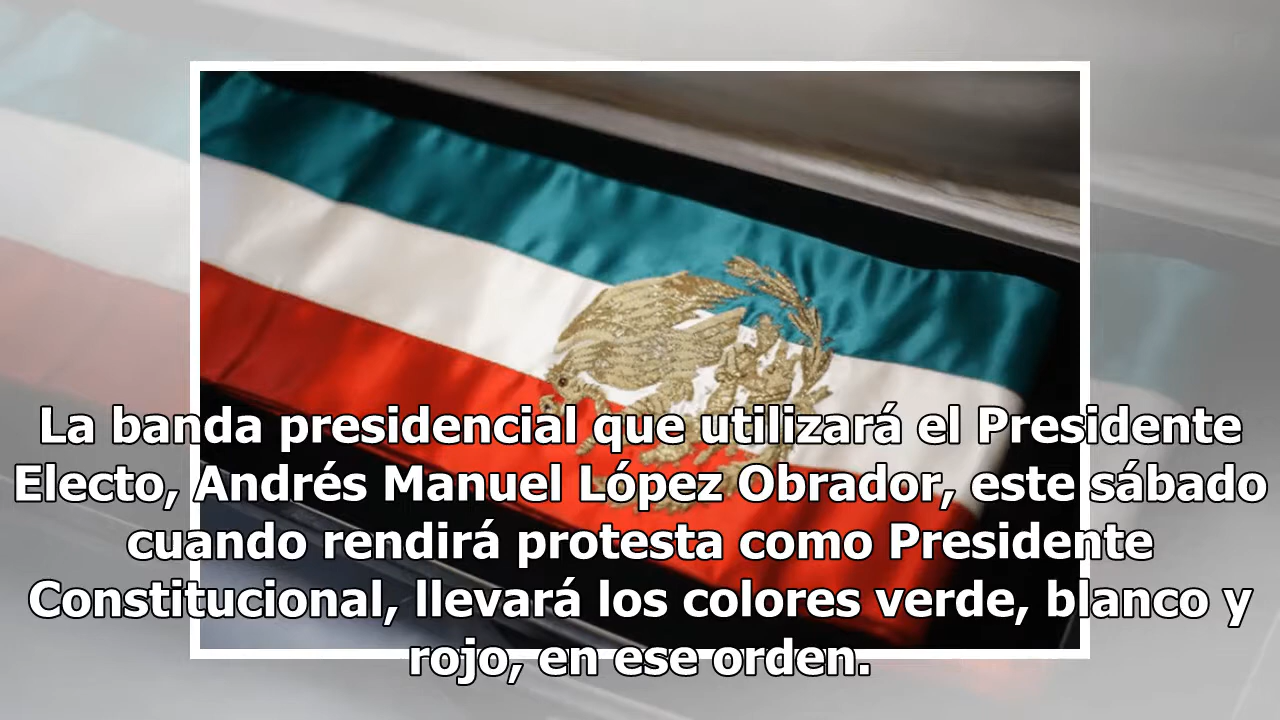 La banda presidencial que utilizará el Presidente
Electo, Andrés Manuel López Obrador, este sábado
cuando rendirá protesta como Presidente
Constitucional, llevará los colores verde, blanco y
rojo, en ese orden.